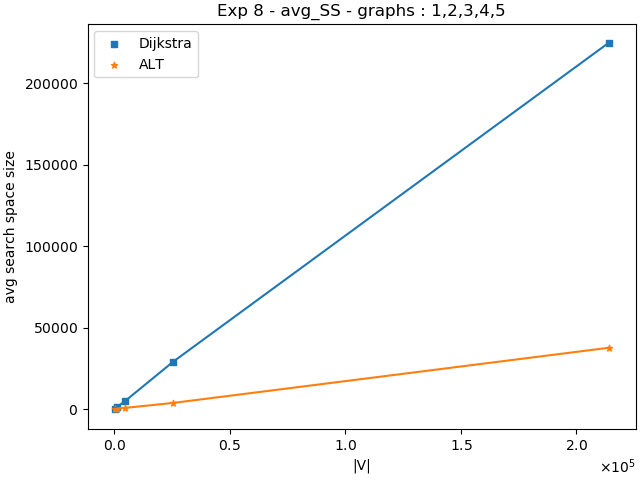 Exp 8 - avg_SS - graphs : 1,2,3,4,5
Dijkstra
ALT
avg search space size
200000
150000
100000
50000
0
0.0 0.5 1.0 1.5 2.0
×10⁵
|V|